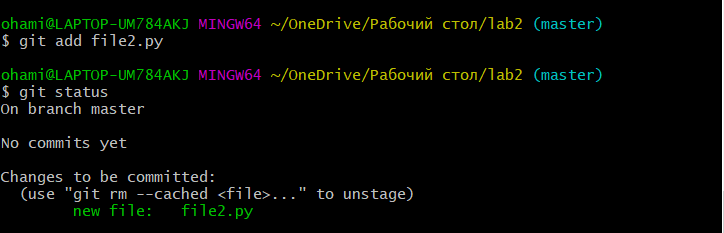 ohami@LAPTOP-UM784AKJ MINGW64 ~/OneDrive/Рабочий стол/lab2 (master)
$ git add file2.py
ohami@LAPTOP-UM784AKJ MINGW64 ~/OneDrive/Рабочий стол/lab2 (master)
$ git status
On branch master
No commits yet
Changes to be committed:
  (use "git rm --cached <file>..." to unstage)
        new file:   file2.py